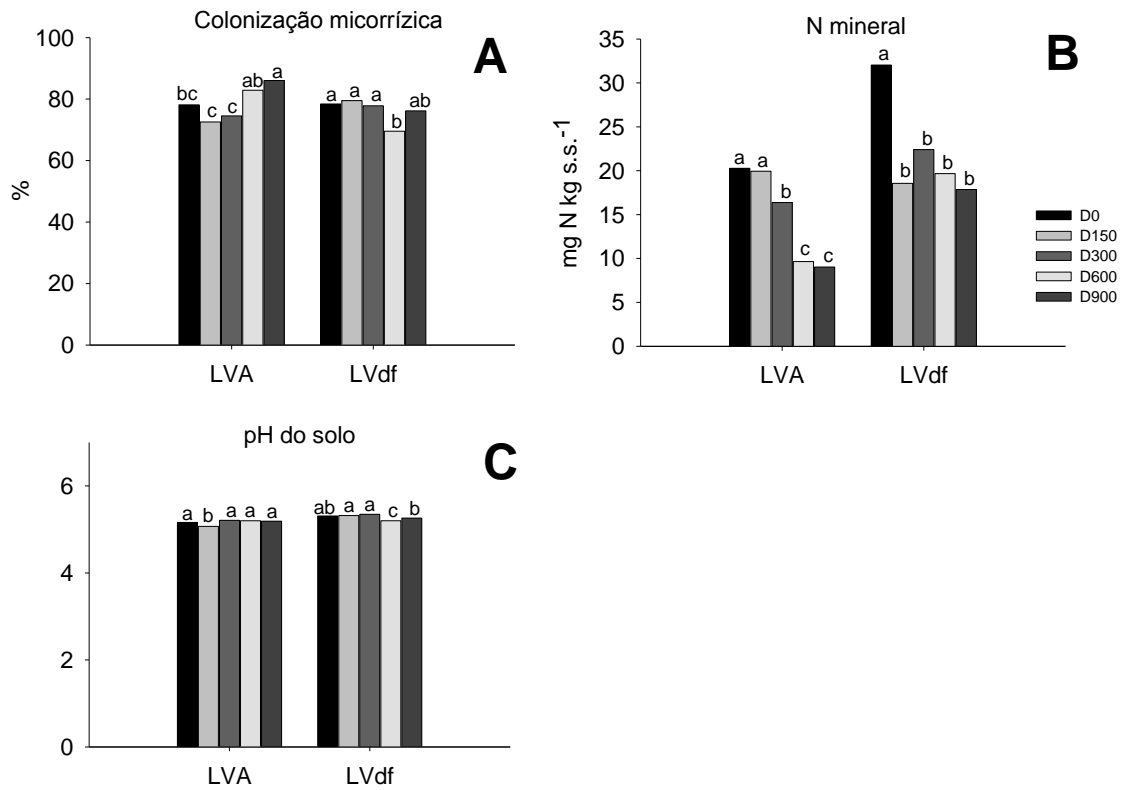 Colonização micorrízica
A
%
100
80
60
40
20
0
bc c c ab a
a a a b ab
LVA LVdf
N mineral
B
mg N kg s.s.-1
35
30
25
20
15
10
5
0
a a b c c
a b b b b
LVA LVdf
D0
D150
D300
D600
D900
pH do solo
C
6
4
2
0
a b a a a
ab a a c b
LVA LVdf